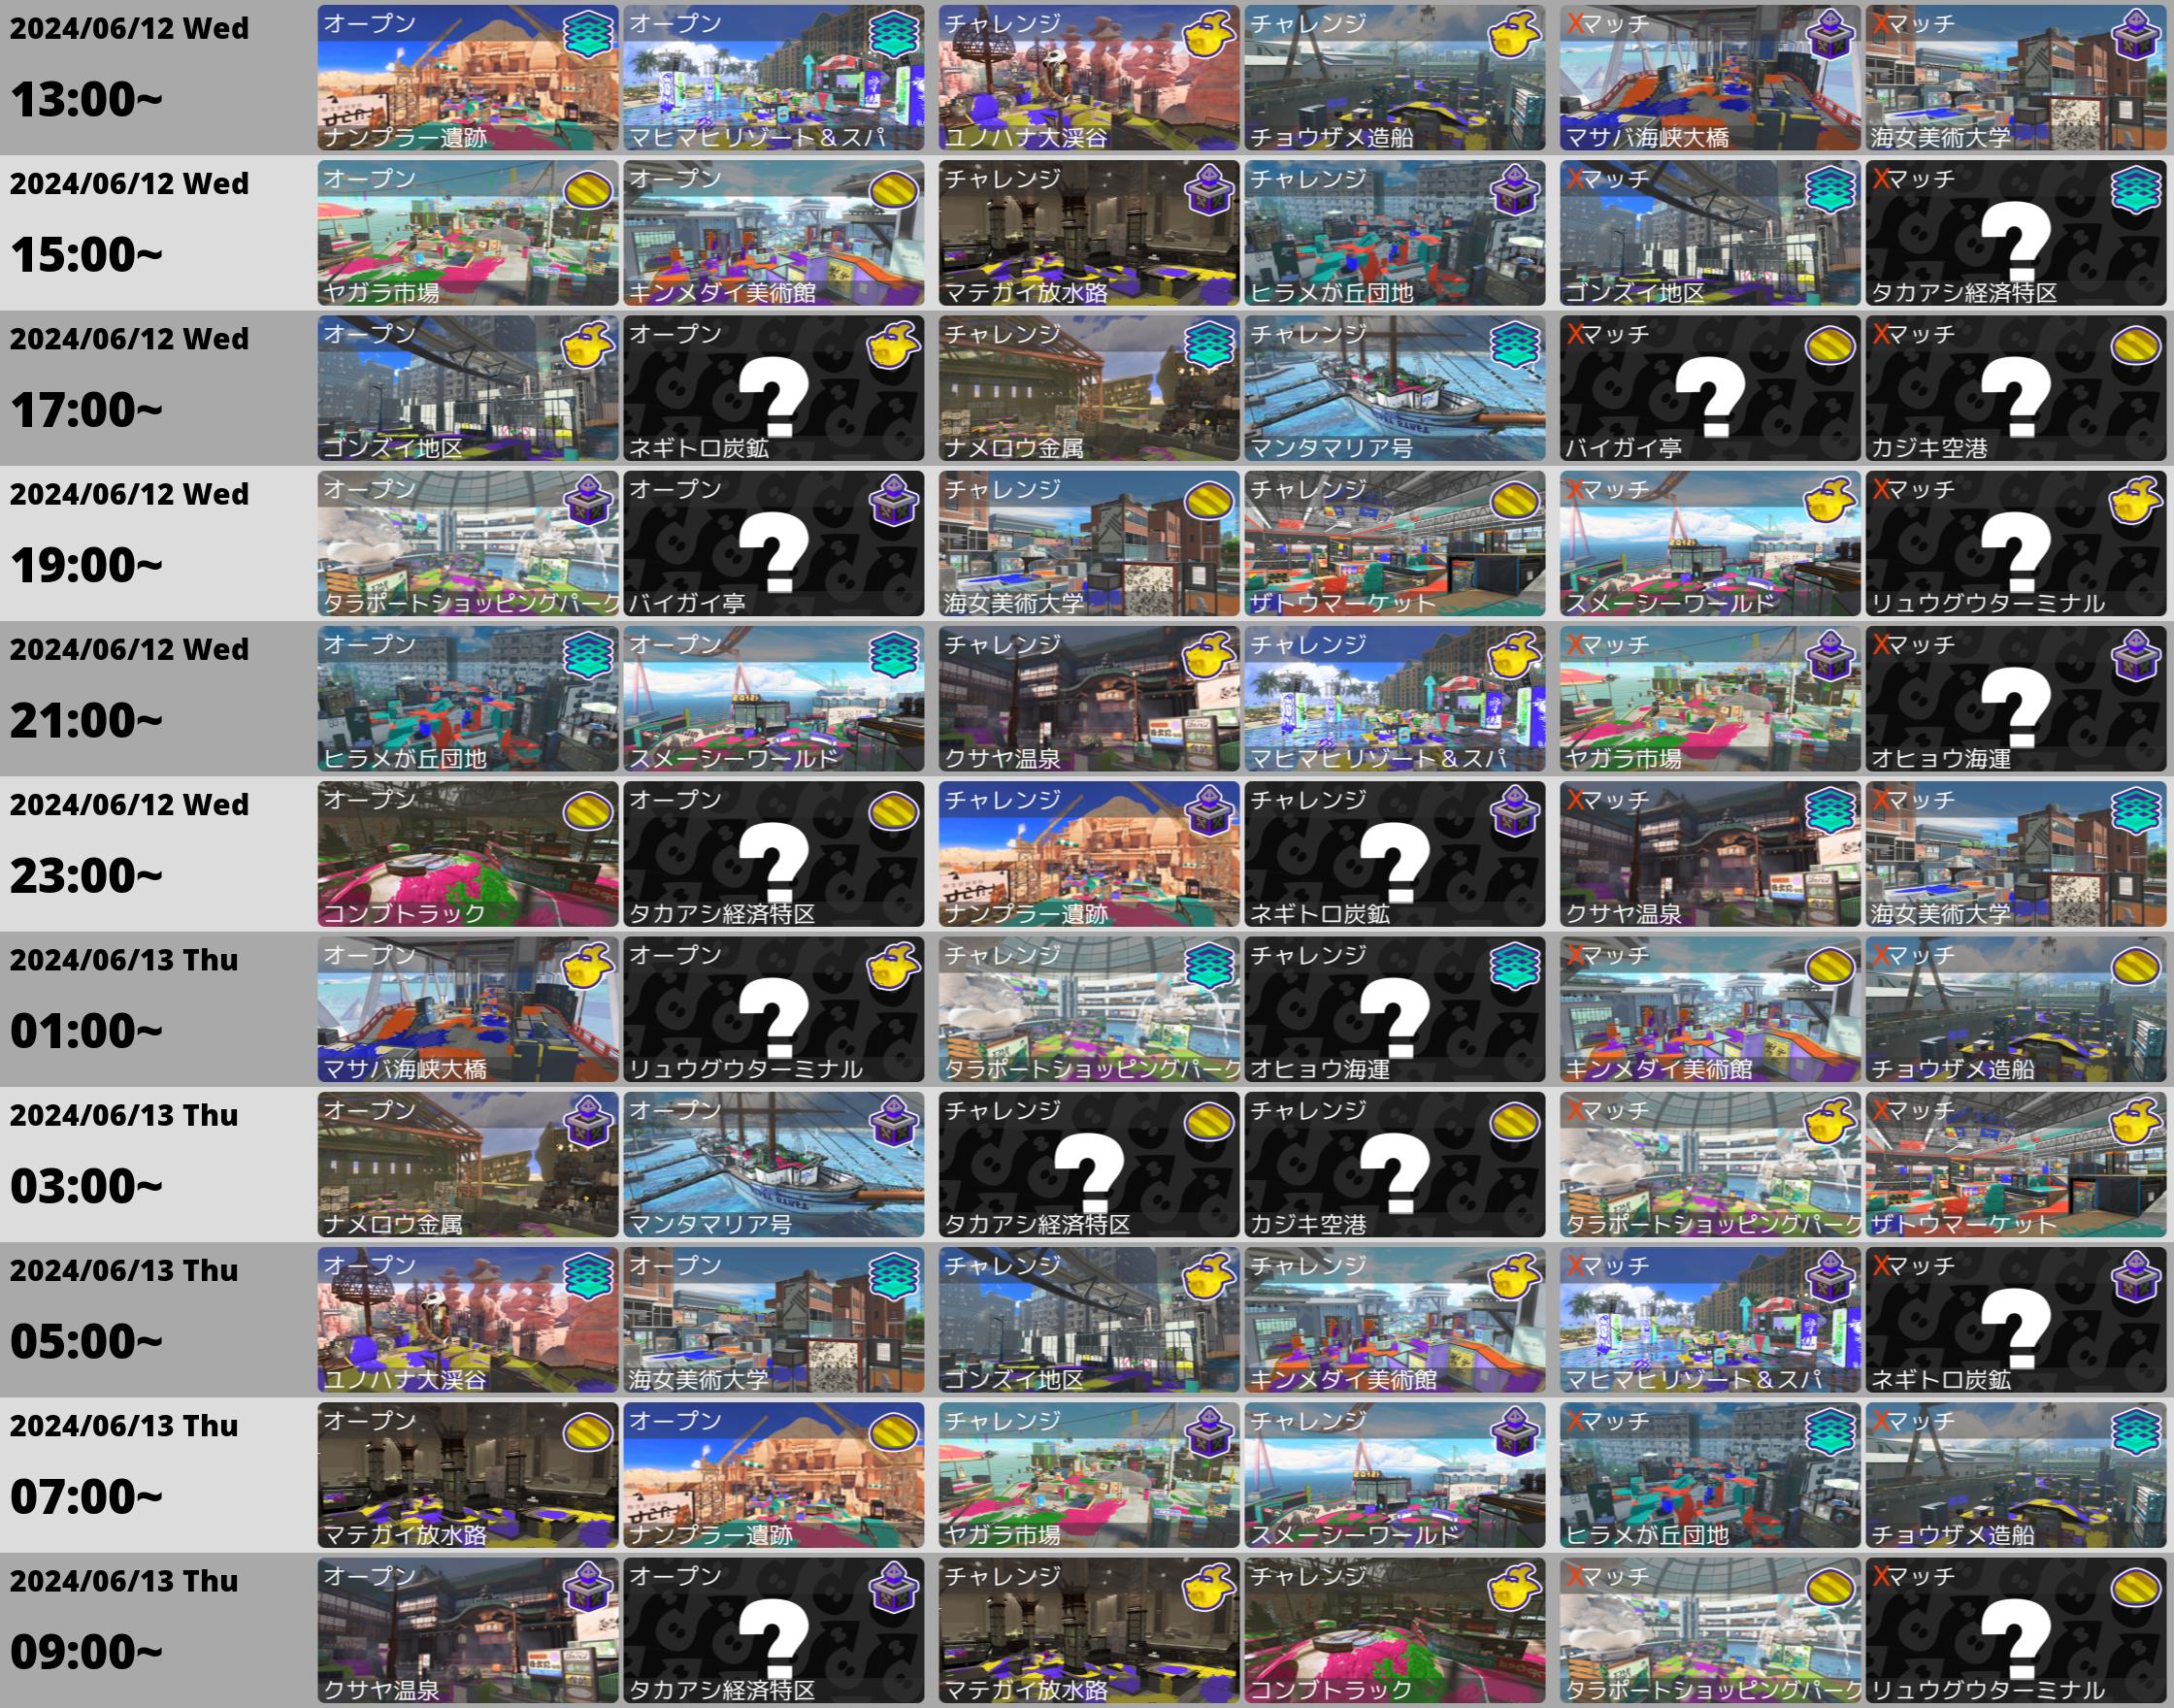 2024/06/12 Wed
13:00~
オープン
ナンプラー遺跡
オープン
マヒマヒリゾート＆スパ
チャレンジ
ユノハナ大渓谷
チャレンジ
チョウザメ造船
Xマッチ
マサバ海峡大橋
Xマッチ
海女美術大学
2024/06/12 Wed
15:00~
オープン
ヤガラ市場
オープン
キンメダイ美術館
チャレンジ
マテガイ放水路
チャレンジ
ヒラメが丘団地
Xマッチ
ゴンズイ地区
Xマッチ
?
タカアシ経済特区
2024/06/12 Wed
17:00~
オープン
ゴンズイ地区
オープン
?
ネギトロ炭鉱
チャレンジ
ナメロウ金属
チャレンジ
マンタマリア号
Xマッチ
?
バイガイ亭
Xマッチ
?
カジキ空港
2024/06/12 Wed
19:00~
オープン
タラポートショッピングパーク
オープン
?
バイガイ亭
チャレンジ
海女美術大学
チャレンジ
ザトウマーケット
Xマッチ
スメーシーワールド
Xマッチ
?
リュウグウターミナル
2024/06/12 Wed
21:00~
オープン
ヒラメが丘団地
オープン
スメーシーワールド
チャレンジ
クサヤ温泉
チャレンジ
マヒマヒリゾート＆スパ
Xマッチ
ヤガラ市場
Xマッチ
?
オヒョウ海運
2024/06/12 Wed
23:00~
オープン
コンブトラック
オープン
?
タカアシ経済特区
チャレンジ
ナンプラー遺跡
チャレンジ
?
ネギトロ炭鉱
Xマッチ
クサヤ温泉
Xマッチ
海女美術大学
2024/06/13 Thu
01:00~
オープン
マサバ海峡大橋
オープン
?
リュウグウターミナル
チャレンジ
タラポートショッピングパーク
チャレンジ
?
オヒョウ海運
Xマッチ
キンメダイ美術館
Xマッチ
チョウザメ造船
2024/06/13 Thu
03:00~
オープン
ナメロウ金属
オープン
マンタマリア号
チャレンジ
?
タカアシ経済特区
チャレンジ
?
カジキ空港
Xマッチ
タラポートショッピングパーク
Xマッチ
ザトウマーケット
2024/06/13 Thu
05:00~
オープン
ユノハナ大渓谷
オープン
海女美術大学
チャレンジ
ゴンズイ地区
チャレンジ
キンメダイ美術館
Xマッチ
マヒマヒリゾート＆スパ
Xマッチ
?
ネギトロ炭鉱
2024/06/13 Thu
07:00~
オープン
マテガイ放水路
オープン
ナンプラー遺跡
チャレンジ
ヤガラ市場
チャレンジ
スメーシーワールド
Xマッチ
ヒラメが丘団地
Xマッチ
チョウザメ造船
2024/06/13 Thu
09:00~
オープン
クサヤ温泉
オープン
?
タカアシ経済特区
チャレンジ
マテガイ放水路
チャレンジ
コンブトラック
Xマッチ
タラポートショッピングパーク
Xマッチ
?
リュウグウターミナル